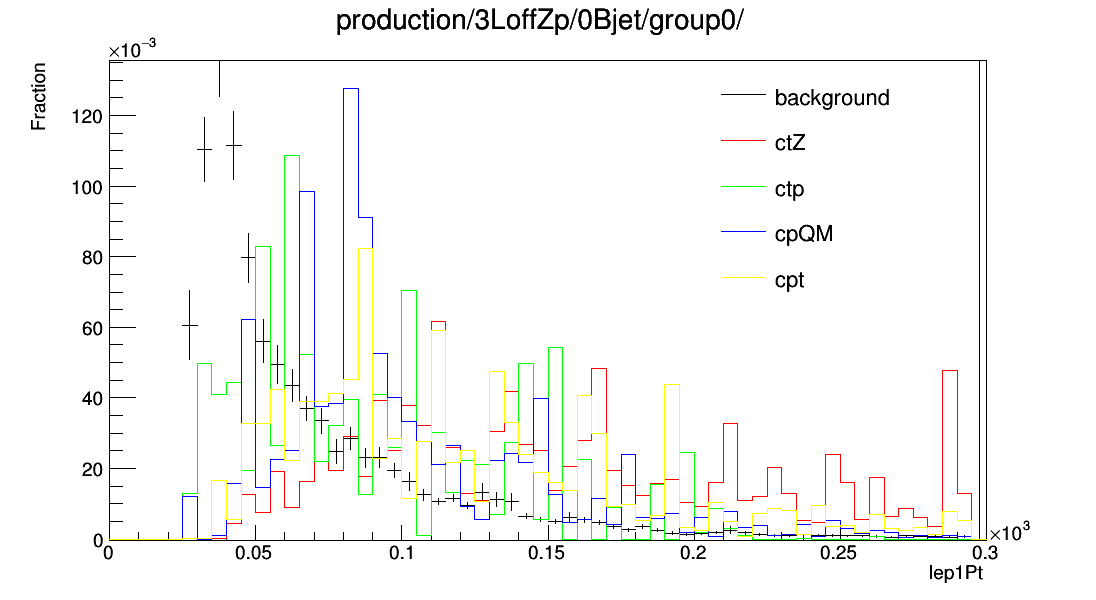 production/3LoffZp/0Bjet/group0/
×10⁻³
Fraction
120
100
80
60
40
20
0
background
ctZ
ctp
cpQM
cpt
0
0.05
0.1
0.15
0.2
0.25
0.3
×10³
lep1Pt